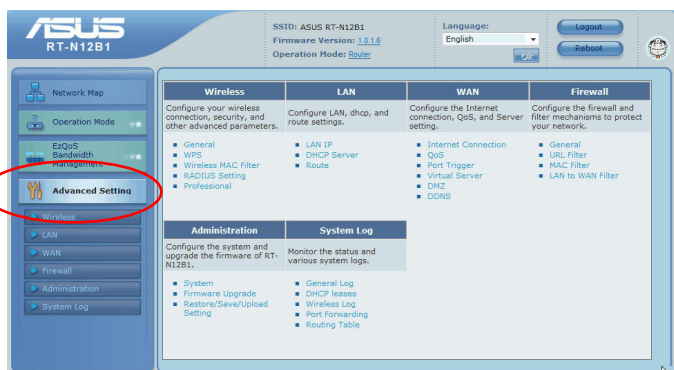 ASUS
RT-N12B1
SSID: ASUS RT-N12B1
Firmware Version: 1.0.1.6
Operation Mode: Router
Language:
English
OK
Logout
Reboot
Network Map
Operation Mode
EzQoS
Bandwidth
Management
Advanced Setting
Wireless
LAN
WAN
Firewall
Administration
System Log
Wireless
Configure your wireless
connection, security, and
other advanced parameters.
General
WPS
Wireless MAC Filter
RADIUS Setting
Professional
LAN
Configure LAN, dhcp, and
route settings.
LAN IP
DHCP Server
Route
WAN
Configure the Internet
connection, QoS, and Server
setting.
Internet Connection
QoS
Port Trigger
Virtual Server
DMZ
DDNS
Firewall
Configure the firewall and
filter mechanisms to protect
your network.
General
URL Filter
MAC Filter
LAN to WAN Filter
Administration
Configure the system and
upgrade the firmware of RT-
N12B1.
System
Firmware Upgrade
Restore/Save/Upload
Setting
System Log
Monitor the status and
various system logs.
General Log
DHCP leases
Wireless Log
Port Forwarding
Routing Table